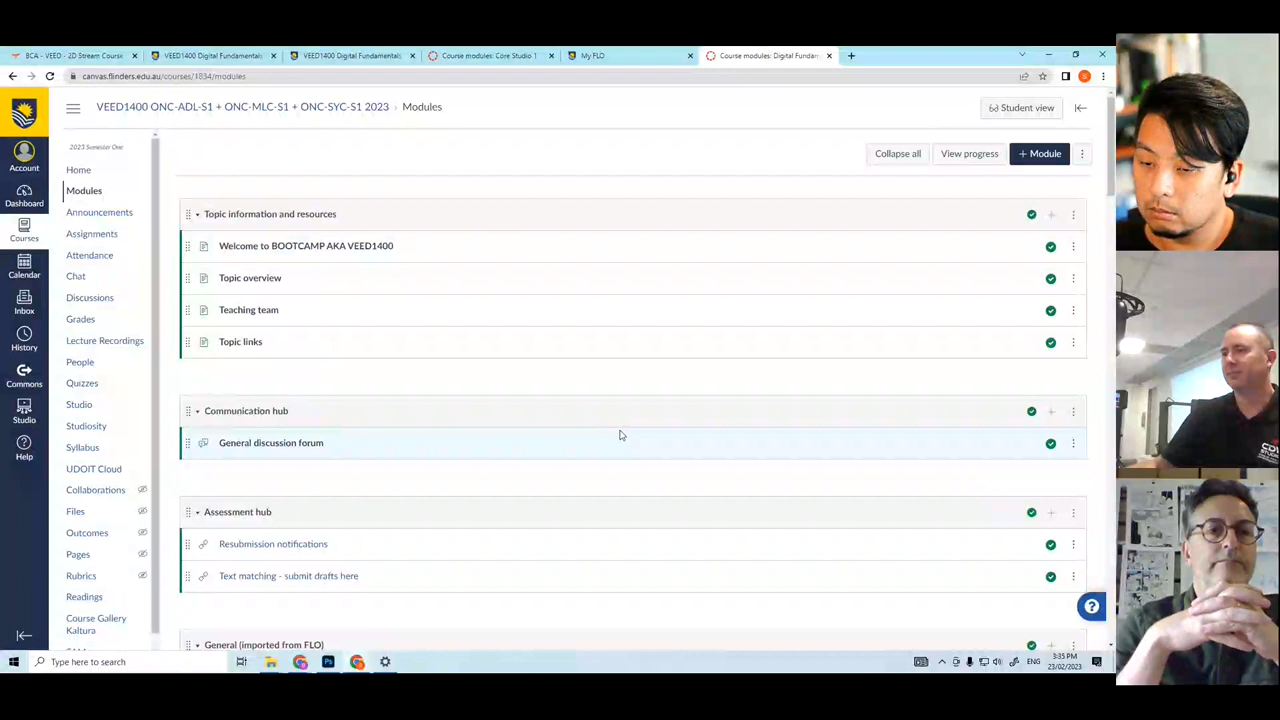 BCA - VEED - 2D Stream Course
VEED1400 Digital Fundamentals
VEED1400 Digital Fundamentals
Course modules: Core Studio 1
My FLO
Course modules: Digital Fundam
canvas.flinders.edu.au/courses/1834/modules
S
VEED1400 ONC-ADL-S1 + ONC-MLC-S1 + ONC-SYC-S1 2023 › Modules
Student view
Account
Dashboard
Courses
Calendar
Inbox
History
Commons
Studio
Help
2023 Semester One
Home
Modules
Announcements
Assignments
Attendance
Chat
Discussions
Grades
Lecture Recordings
People
Quizzes
Studio
Studiosity
Syllabus
UDOIT Cloud
Collaborations
Files
Outcomes
Pages
Rubrics
Readings
Course Gallery
Kaltura
Collapse all
View progress
+ Module
Topic information and resources
Welcome to BOOTCAMP AKA VEED1400
Topic overview
Teaching team
Topic links
Communication hub
General discussion forum
Assessment hub
Resubmission notifications
Text matching - submit drafts here
General (imported from FLO)
Type here to search
Ps
ENG
3:35 PM
23/02/2023